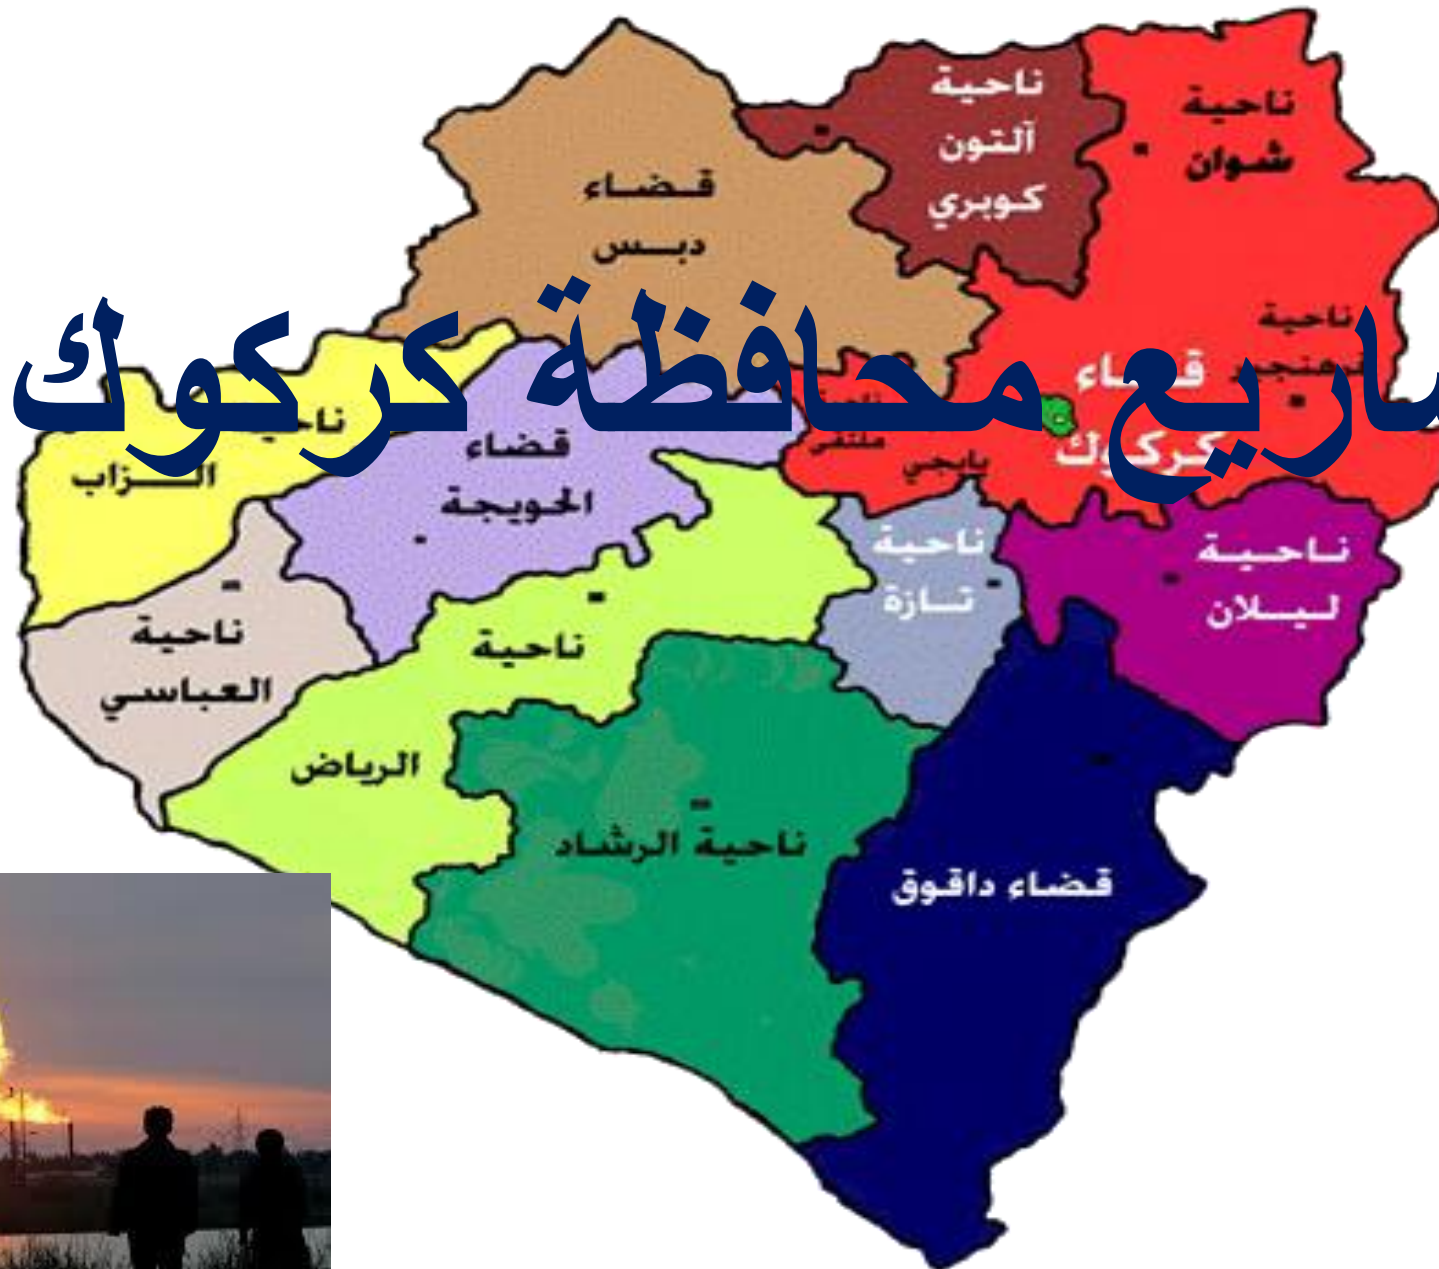 ناحية
آلتون
كوبري
ناحية
شوان
قضاء
دبس
ناحية
محافظة كركوك
قضاء
كركوك
ناحية
الزاب
قضاء
الحويجة
يايجي
ناحية
تازة
ناحية
ليلان
ناحية
العباسي
ناحية
الرياض
ناحية الرشاد
قضاء داقوق